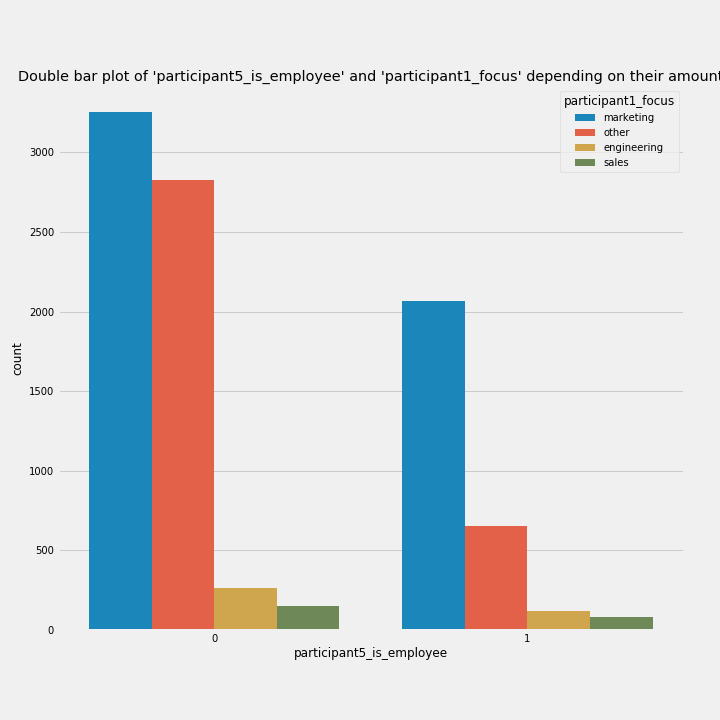 Double bar plot of 'participant5_is_employee' and 'participant1_focus' depending on their amount
participant1_focus
marketing
other
engineering
sales
count
3000
2500
2000
1500
1000
500
0
0 1
participant5_is_employee